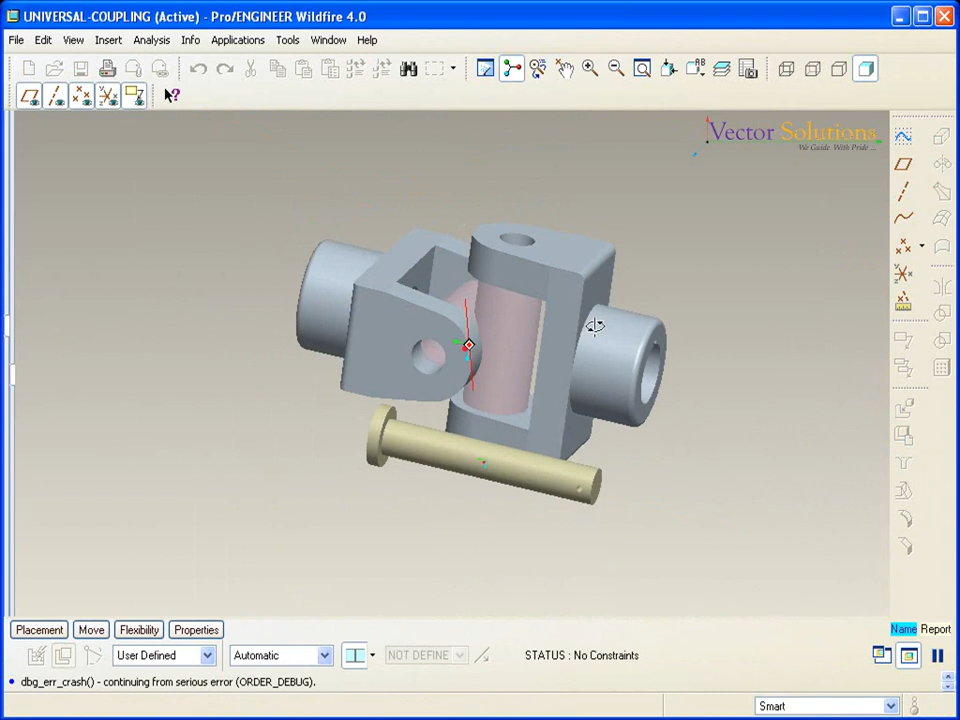 UNIVERSAL-COUPLING (Active) - Pro/ENGINEER Wildfire 4.0
File Edit View Insert Analysis Info Applications Tools Window Help
Vector Solutions
We Guide With Pride ...
Placement Move Flexibility Properties
Name Report
User Defined Automatic NOT DEFINE STATUS : No Constraints
dbg_err_crash() - continuing from serious error (ORDER_DEBUG).
Smart